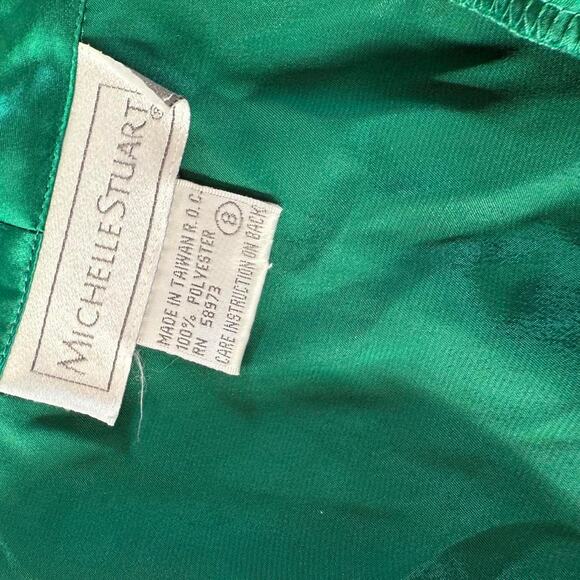 MICHELLE STUART®
MADE IN TAIWAN R.O.C.
100% POLYESTER 8
RN 58973
CARE INSTRUCTION ON BACK